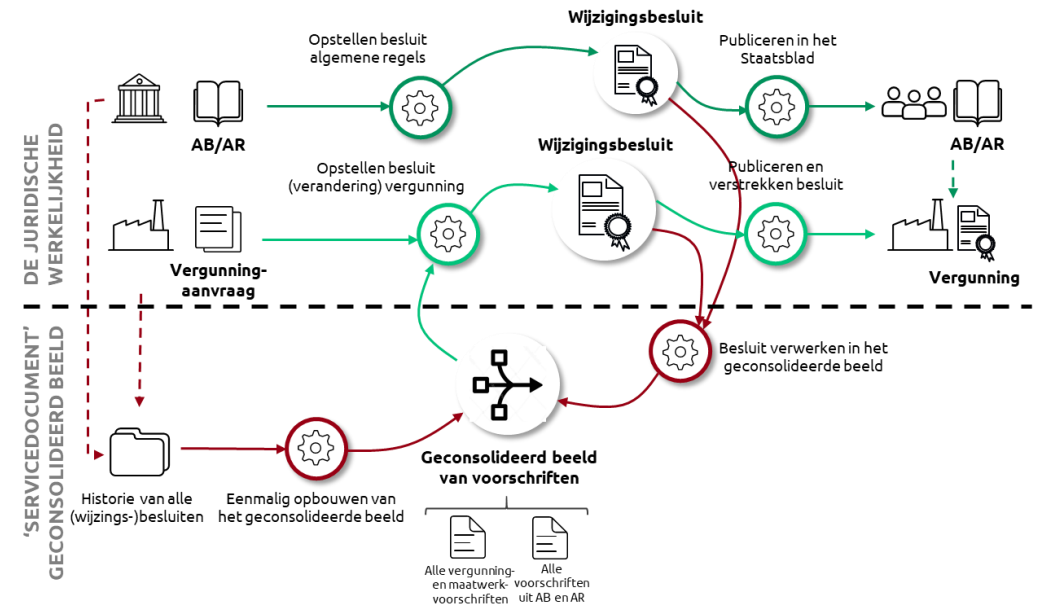 Wijzigingsbesluit
Opstellen besluit
algemene regels
Publiceren in het
Staatsblad
AB/AR
AB/AR
Wijzigingsbesluit
Opstellen besluit
(verandering) vergunning
Publiceren en
verstrekken besluit
DE JURIDISCHE
WERKELIJKHEID
Vergunning-
aanvraag
Vergunning
'SERVICEDOCUMENT'
GECONSOLIDEERD BEELD
Besluit verwerken in het
geconsolideerde beeld
Geconsolideerd beeld
van voorschriften
Historie van alle
(wijzings-)besluiten
Eenmalig opbouwen van
het geconsolideerde beeld
Alle vergunning-
en maatwerk-
voorschriften
Alle
voorschriften
uit AB en AR